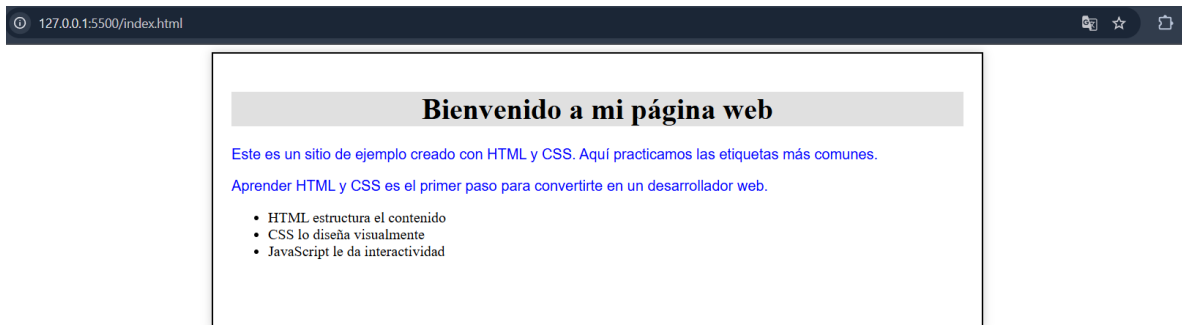 127.0.0.1:5500/index.html
Bienvenido a mi página web
Este es un sitio de ejemplo creado con HTML y CSS. Aquí practicamos las etiquetas más comunes.
Aprender HTML y CSS es el primer paso para convertirte en un desarrollador web.
• HTML estructura el contenido
• CSS lo diseña visualmente
• JavaScript le da interactividad